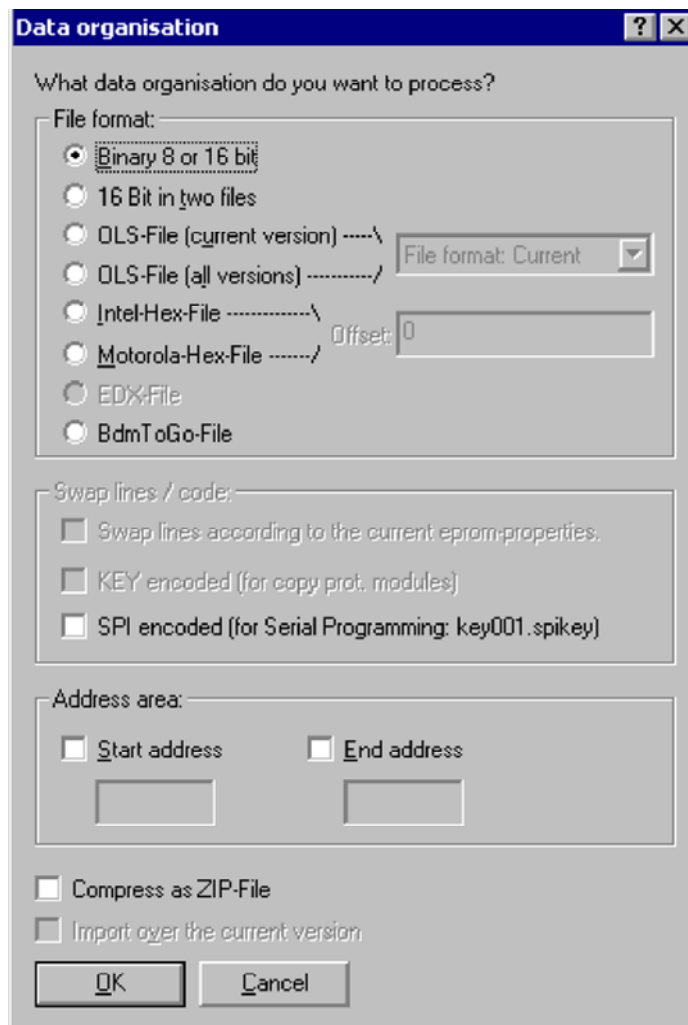 Data organisation
What data organisation do you want to process?
File format:
Binary 8 or 16 bit
16 Bit in two files
OLS-File (current version) -----\
File format: Current
OLS-File (all versions) -----------/
Intel-Hex-File --------------\
Offset: 0
Motorola-Hex-File -------/
EDX-File
BdmToGo-File
Swap lines / code:
Swap lines according to the current eprom-properties.
KEY encoded (for copy prot. modules)
SPI encoded (for Serial Programming: key001.spikey)
Address area:
Start address End address
Compress as ZIP-File
Import over the current version
OK Cancel